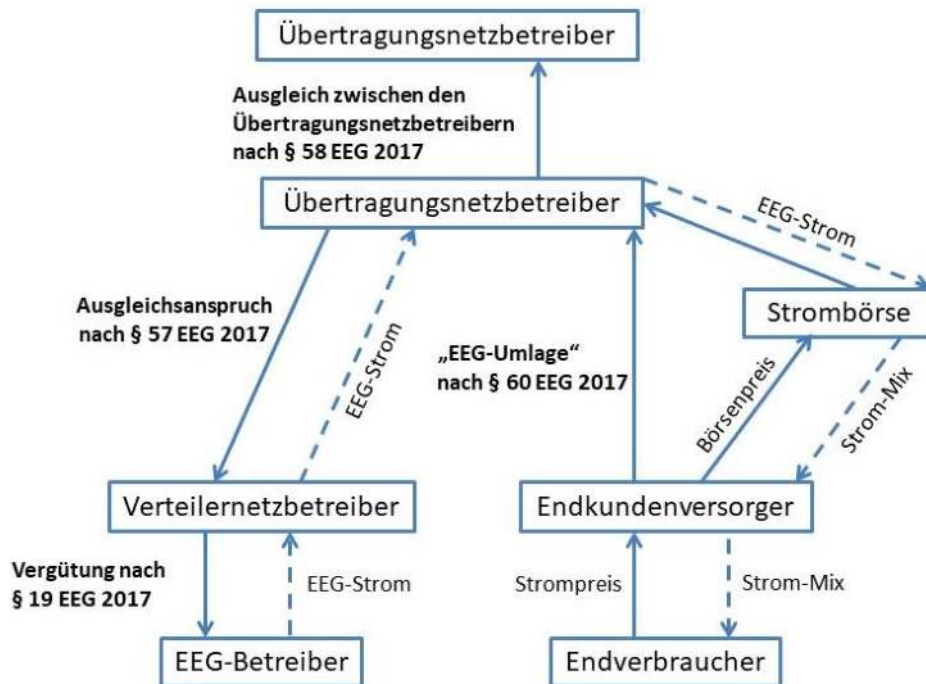 Übertragungsnetzbetreiber
Ausgleich zwischen den
Übertragungsnetzbetreibern
nach § 58 EEG 2017
Übertragungsnetzbetreiber
EEG-Strom
Ausgleichsanspruch
nach § 57 EEG 2017
EEG-Strom
„EEG-Umlage“
nach § 60 EEG 2017
Strombörse
Börsenpreis
Strom-Mix
Verteilernetzbetreiber
Endkundenversorger
Vergütung nach
§ 19 EEG 2017
EEG-Strom
Strompreis
Strom-Mix
EEG-Betreiber
Endverbraucher